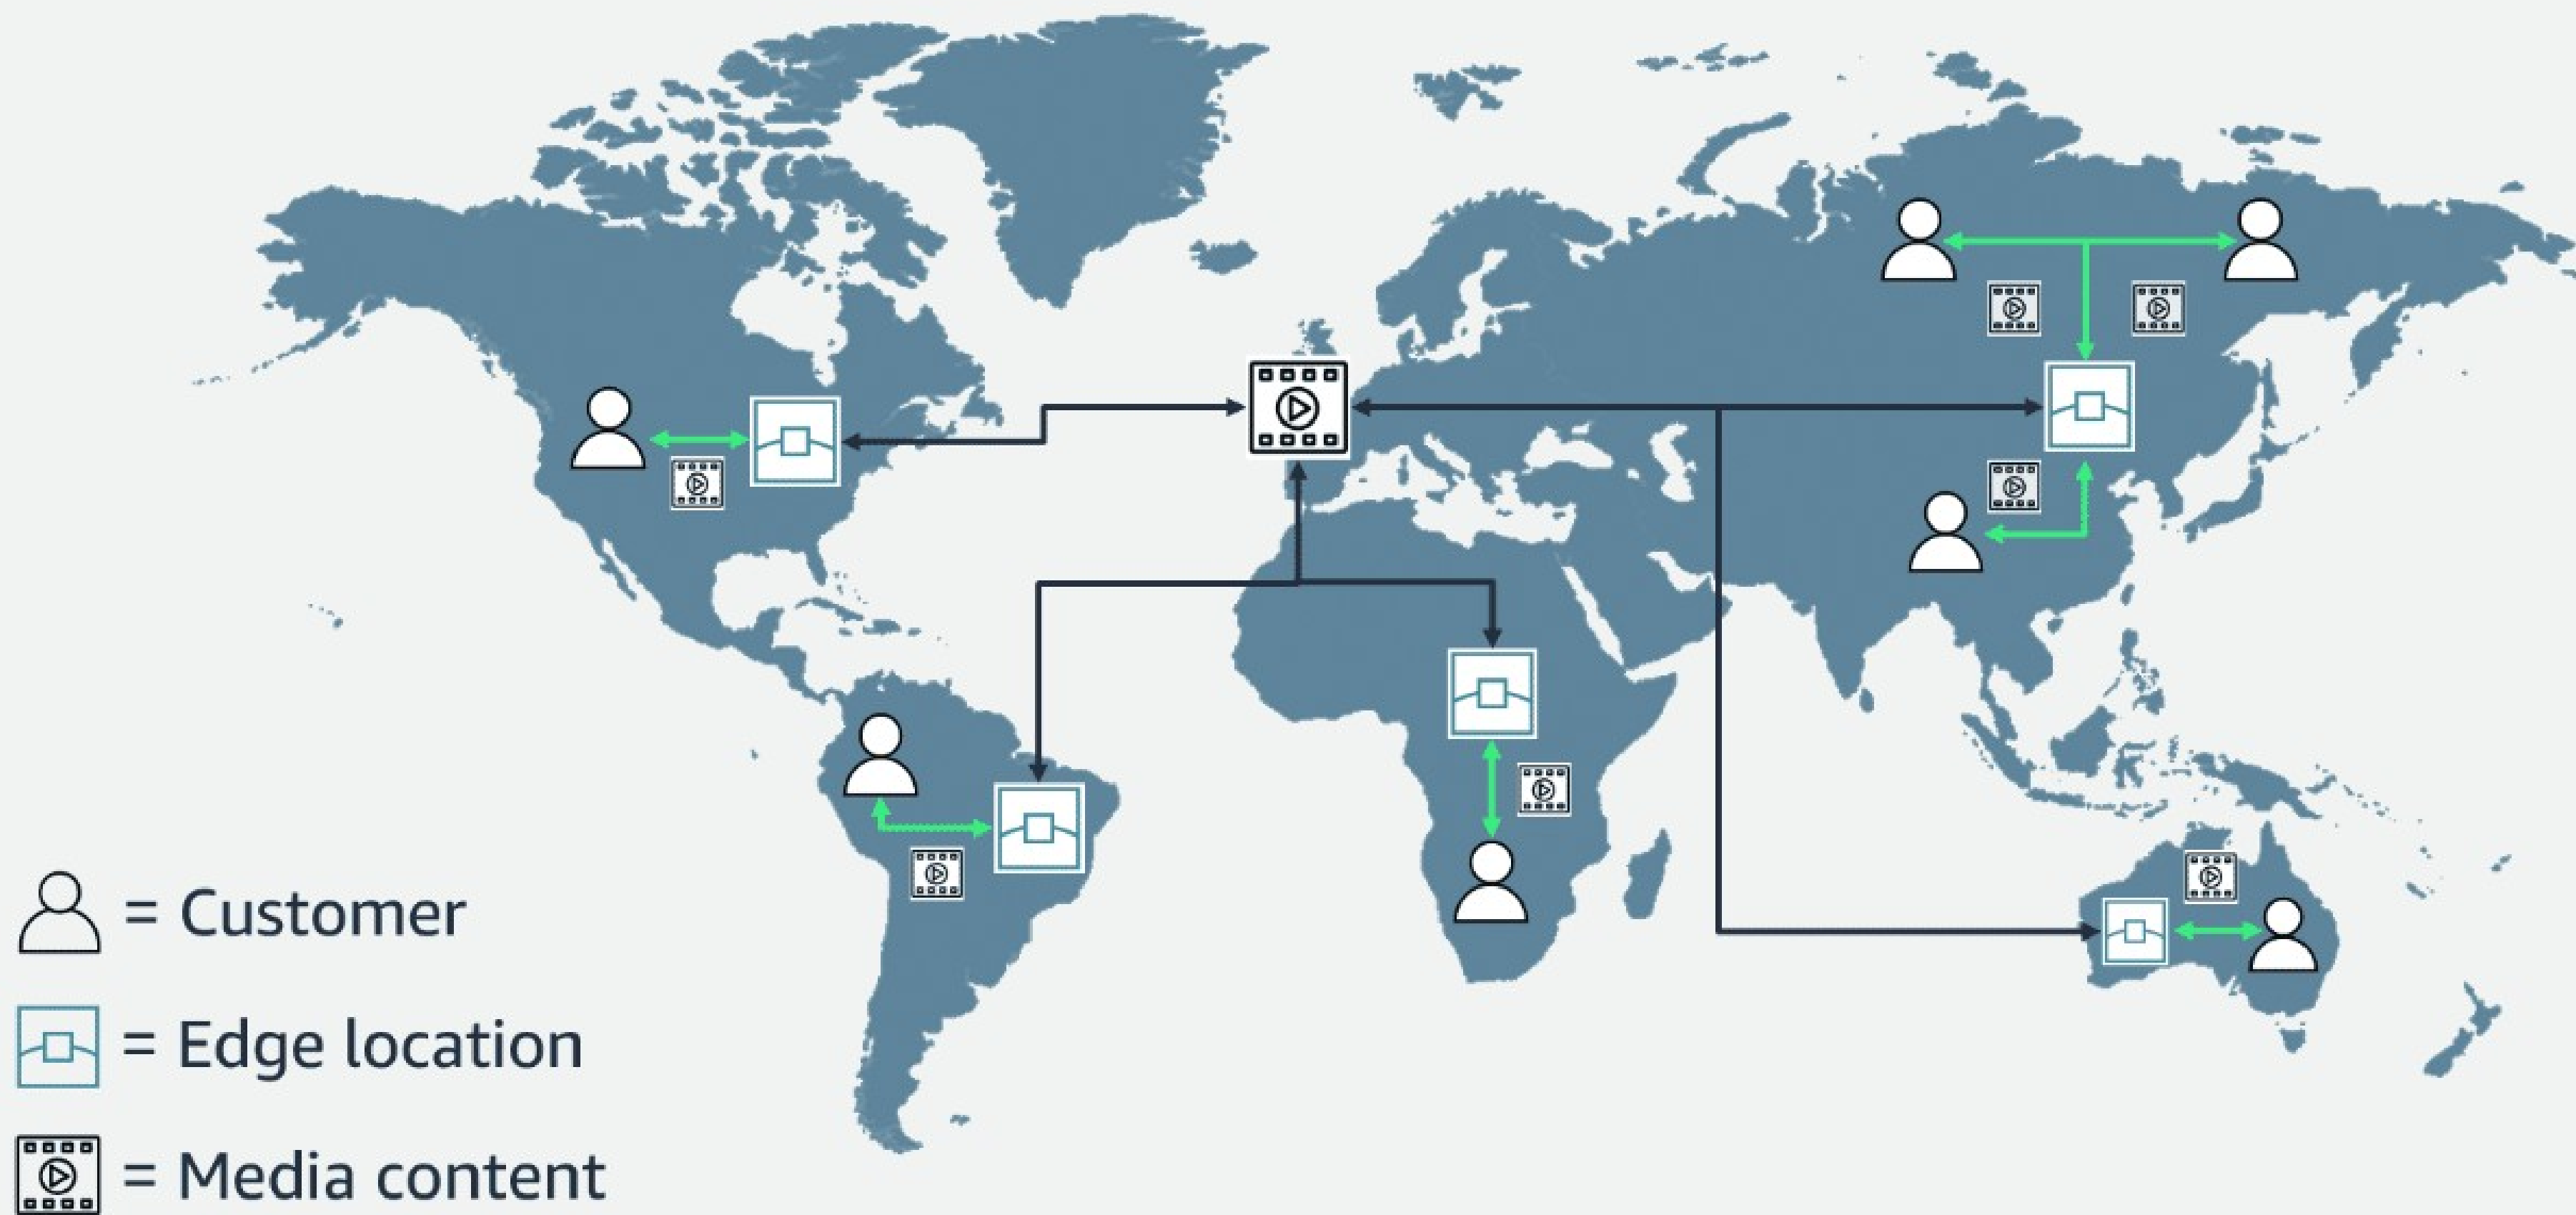 = Customer
= Edge location
= Media content